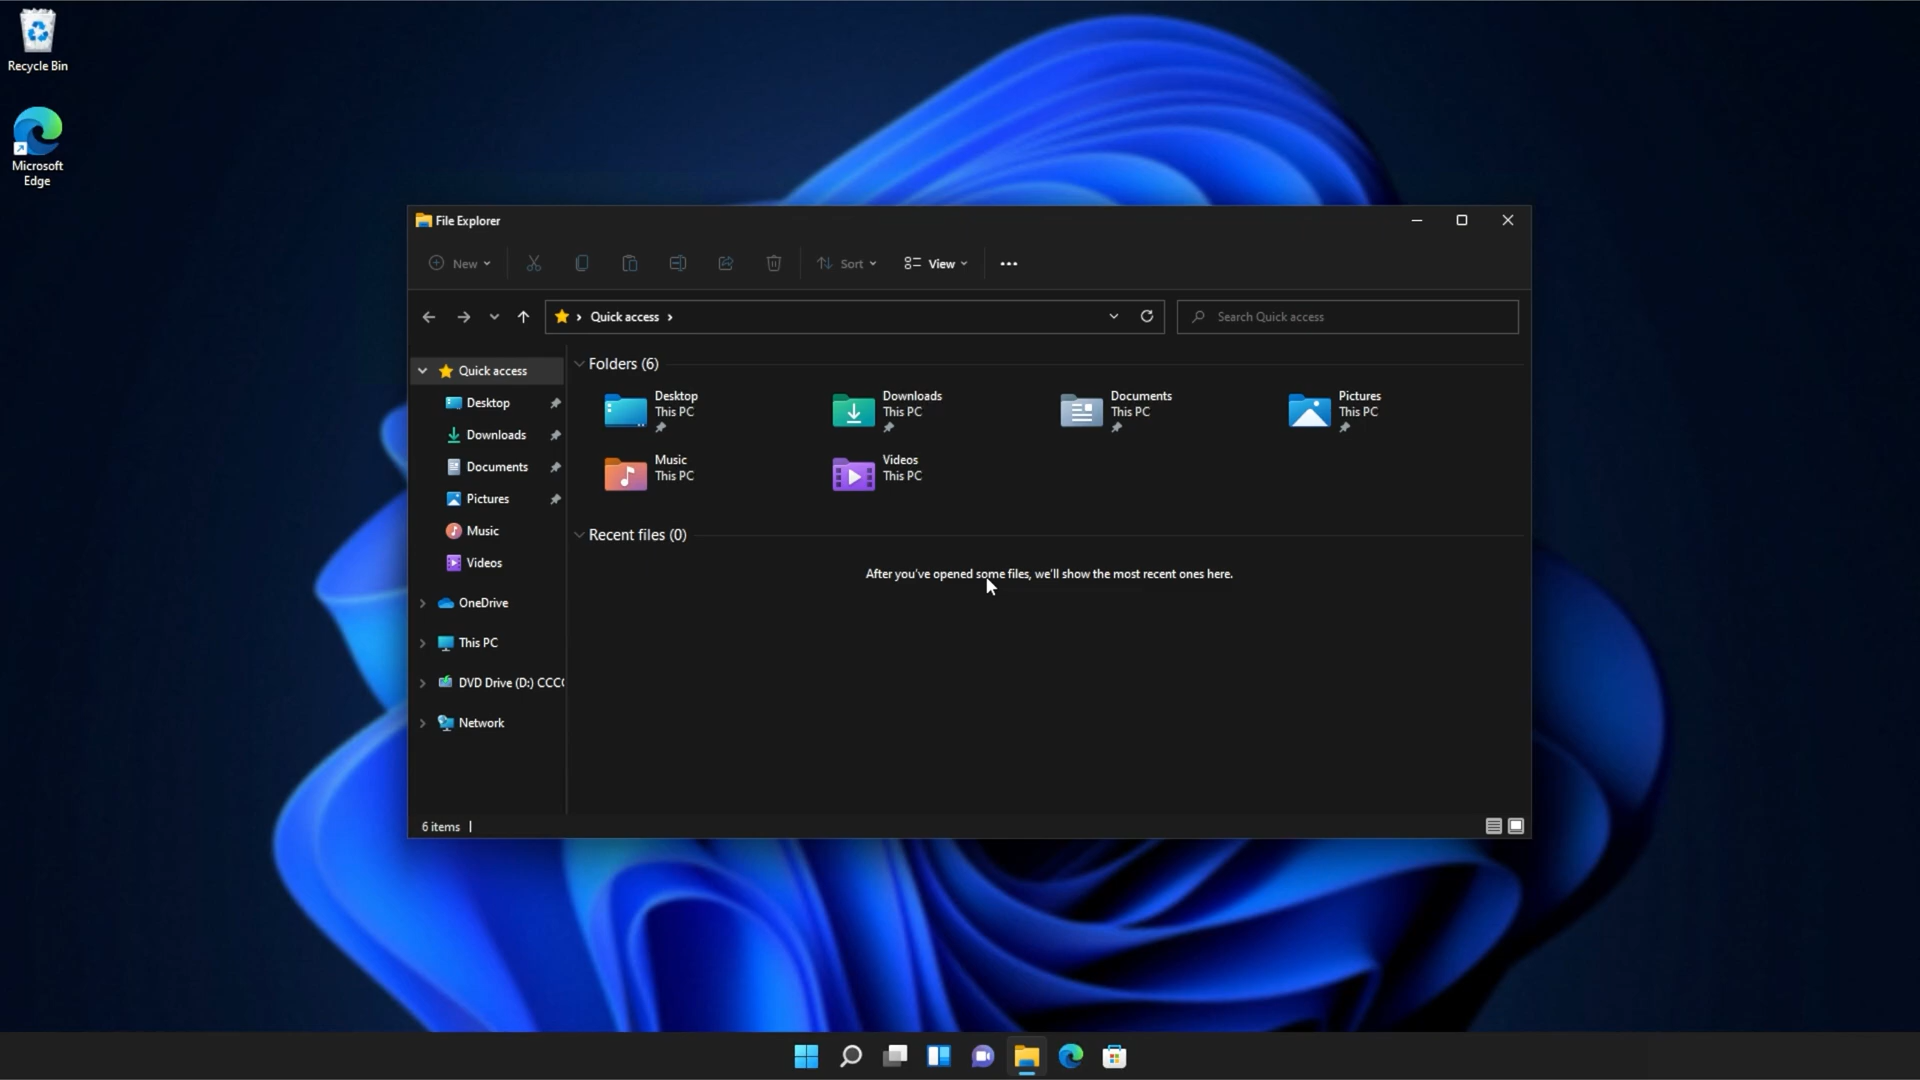 Recycle Bin
Microsoft
Edge
File Explorer
New
Sort
View
Quick access
Search Quick access
Quick access
Desktop
Downloads
Documents
Pictures
Music
Videos
OneDrive
This PC
DVD Drive (D:) CCC
Network
Folders (6)
Desktop
This PC
Downloads
This PC
Documents
This PC
Pictures
This PC
Music
This PC
Videos
This PC
Recent files (0)
After you've opened some files, we'll show the most recent ones here.
6 items